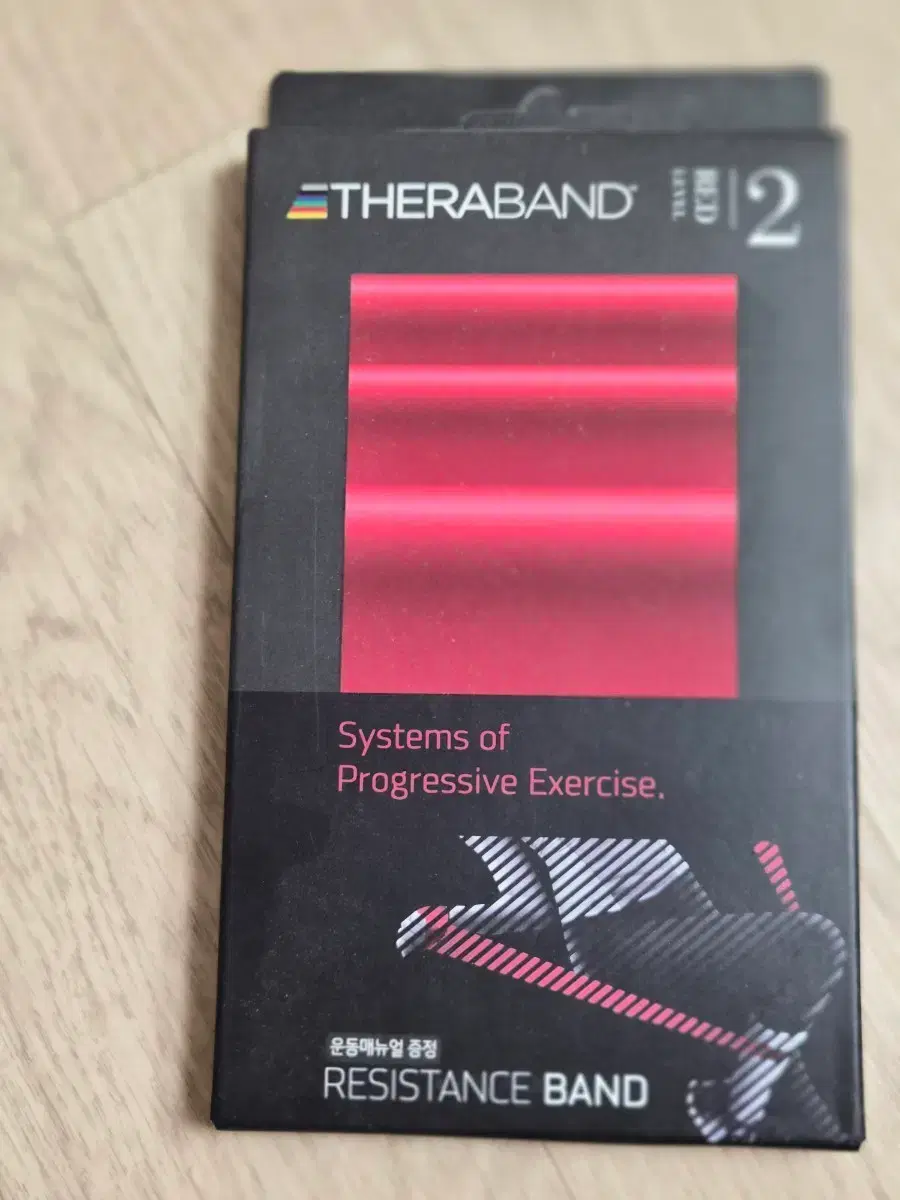 THERABAND
RED
LEVEL
2
Systems of
Progressive Exercise.
운동매뉴얼 증정
RESISTANCE BAND